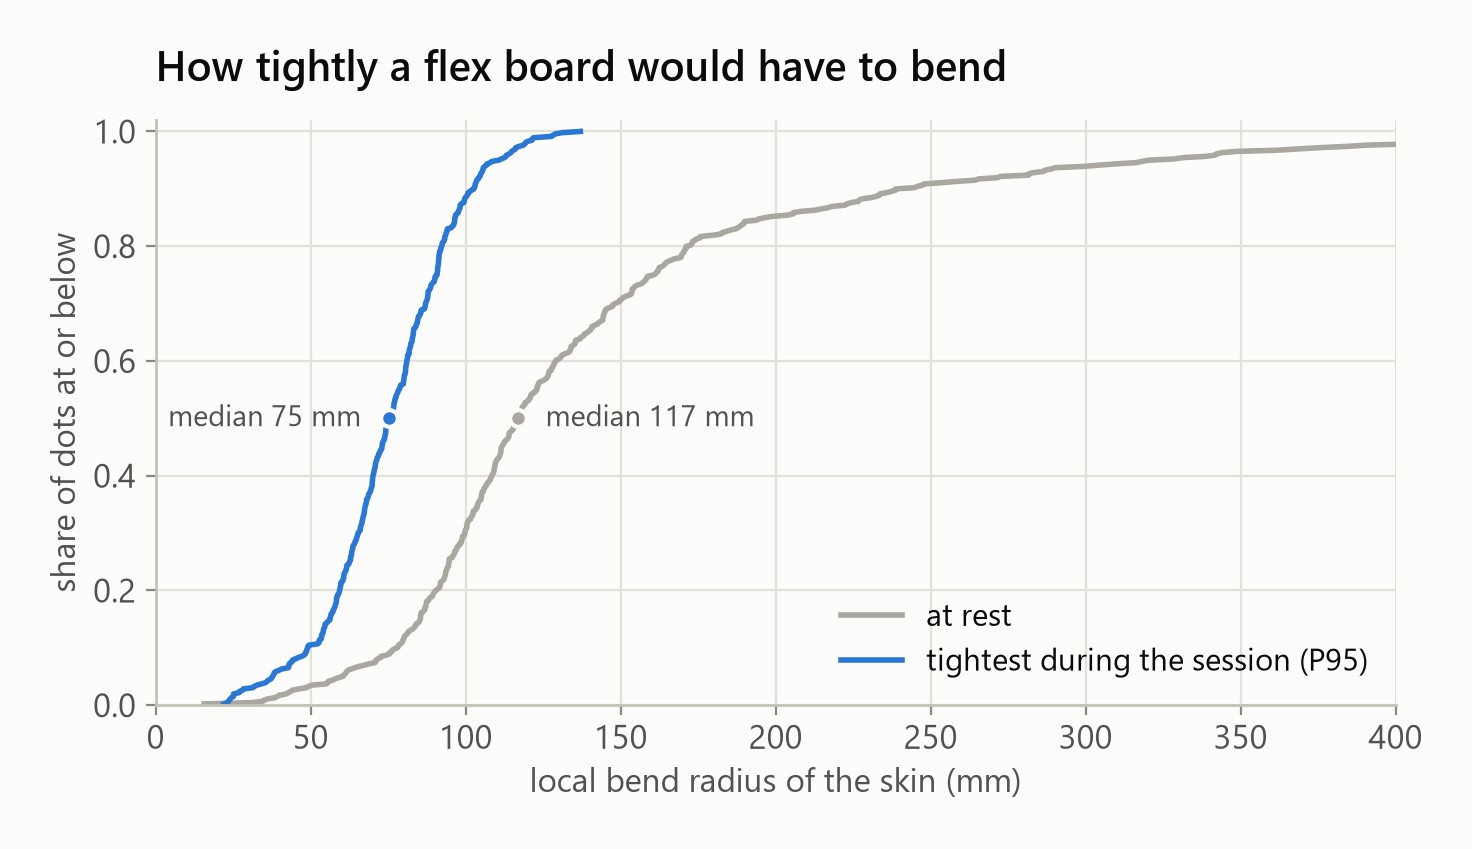 How tightly a flex board would have to bend
share of dots at or below
1.0
0.8
0.6
0.4
0.2
0.0
median 75 mm
median 117 mm
at rest
tightest during the session (P95)
0
50
100
150
200
250
300
350
400
local bend radius of the skin (mm)